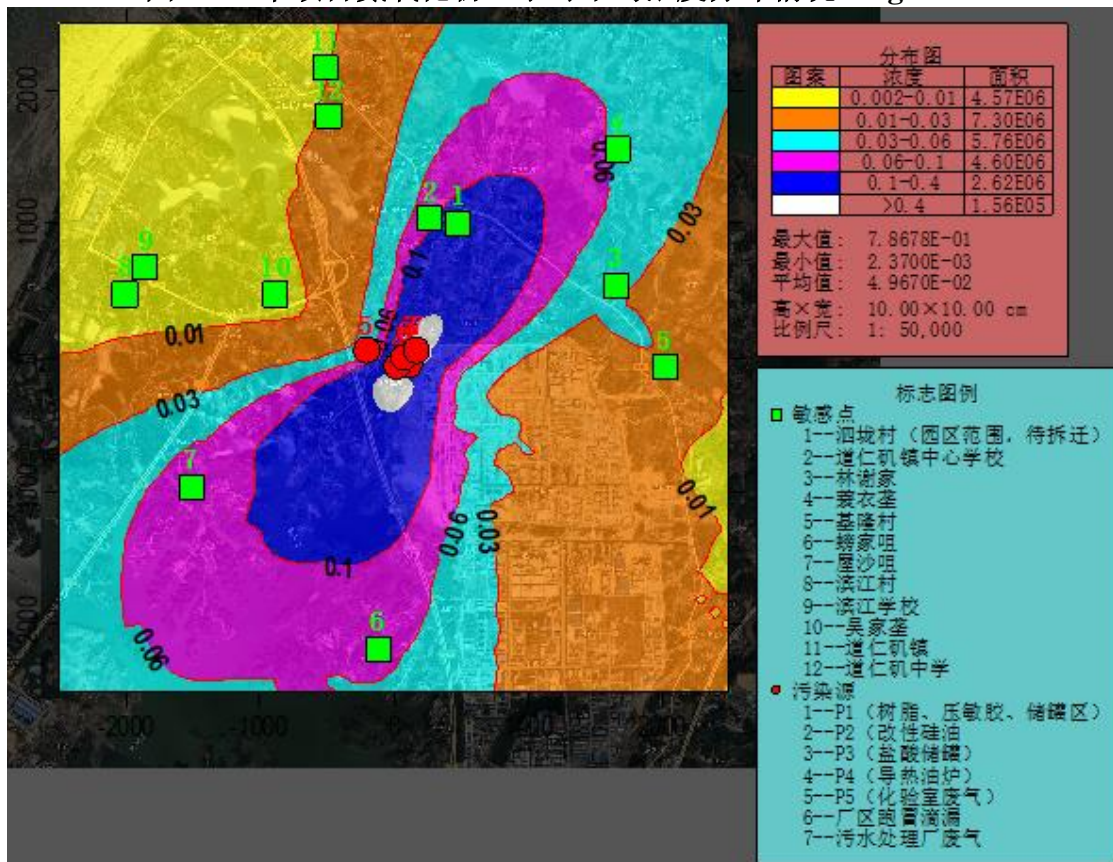 11
12
4
2 1
9
8
10
3
5
5
7
6
0.06
0.03
0.1
0.06
0.01
0.03
0.01
0.06
0.03
0.1
0.06
2000
1000
-2000 -1000 0
分布图
图案 浓度 面积
0.002-0.01 4.57E06
0.01-0.03 7.30E06
0.03-0.06 5.76E06
0.06-0.1 4.60E06
0.1-0.4 2.62E06
>0.4 1.56E05
最大值: 7.8678E-01
最小值: 2.3700E-03
平均值: 4.9670E-02
高×宽: 10.00×10.00 cm
比例尺: 1: 50,000
标志图例
敏感点
1--泗垅村（园区范围，待拆迁）
2--道仁矶镇中心学校
3--林谢家
4--蓑衣垄
5--基隆村
6--螃家咀
7--屋沙咀
8--滨江村
9--滨江学校
10--吴家垄
11--道仁矶镇
12--道仁矶中学
污染源
1--P1（树脂、压敏胶、储罐区）
2--P2（改性硅油
3--P3（盐酸储罐）
4--P4（导热油炉）
5--P5（化验室废气）
6--厂区跑冒滴漏
7--污水处理厂废气